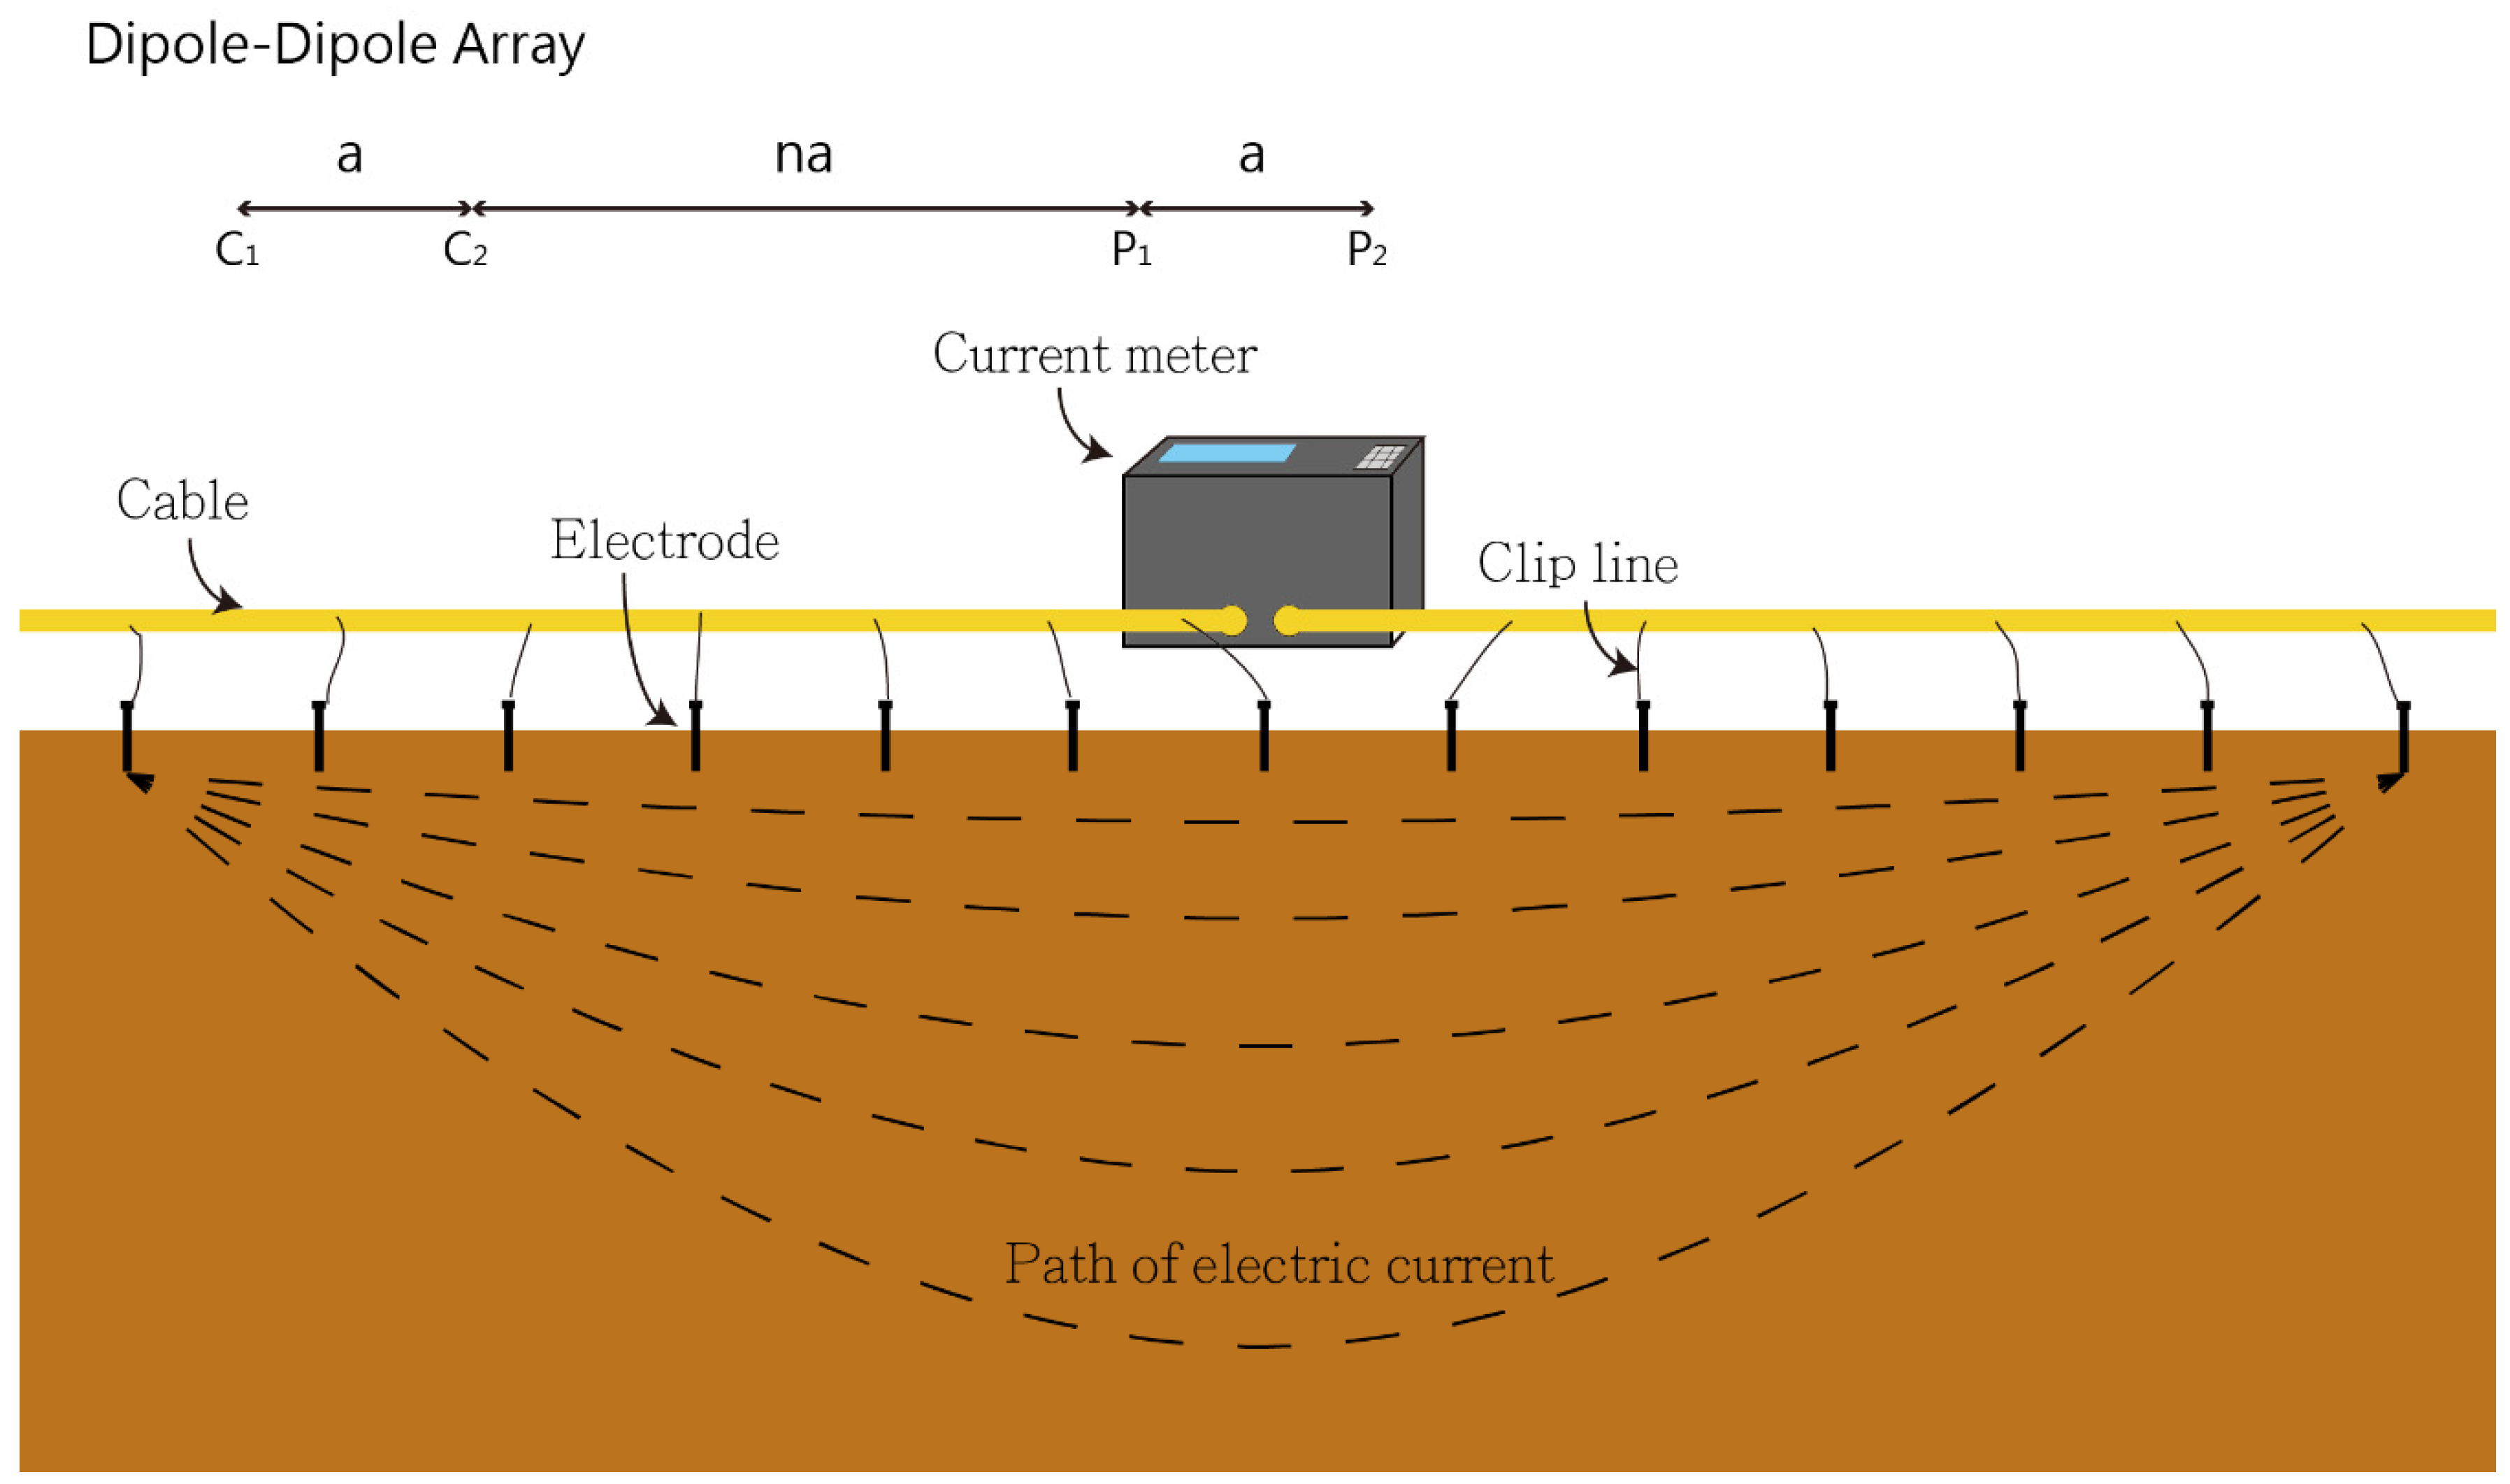 Dipole-Dipole Array
a na a
C1 C2 P1 P2
Current meter
Cable
Electrode
Clip line
Path of electric current